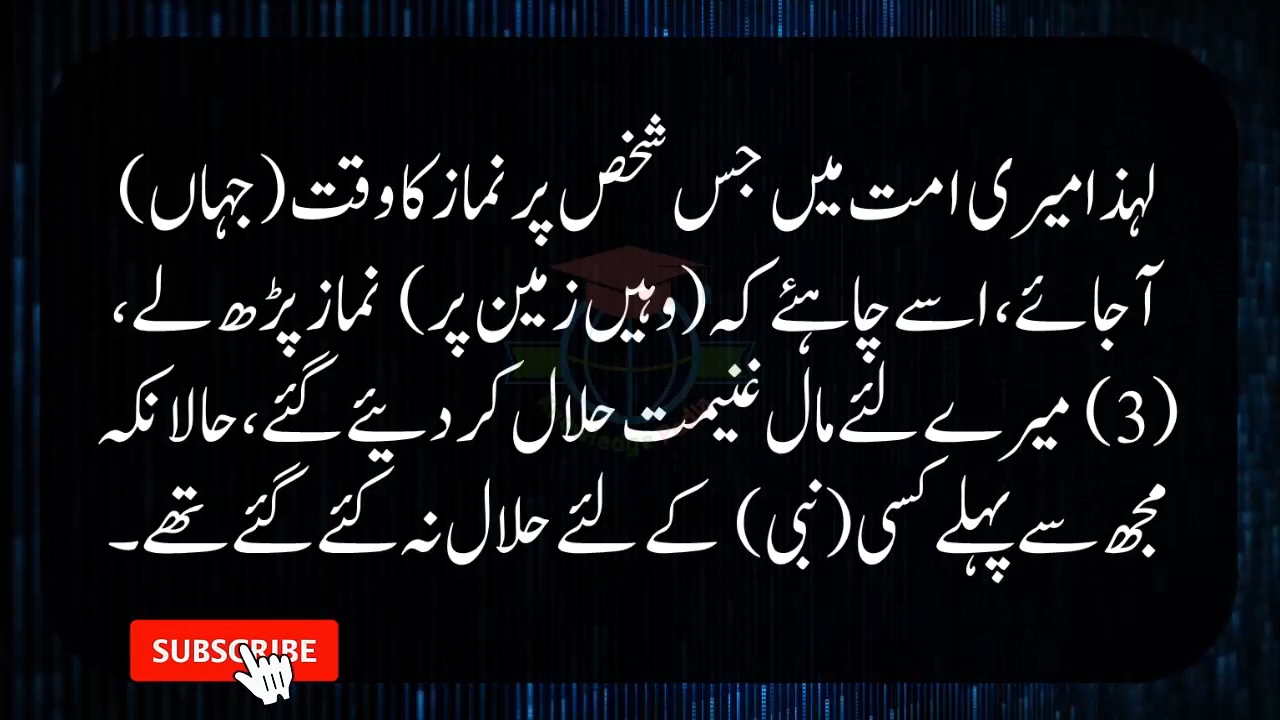 لہذا میری امت میں جس شخص پر نماز کا وقت (جہاں)
آجائے، اسے چاہئے کہ (وہیں زمین پر) نماز پڑھ لے،
(3) میرے لئے مال غنیمت حلال کر دیئے گئے، حالانکہ
مجھ سے پہلے کسی (نبی) کے لئے حلال نہ کئے گئے تھے۔
SUBSCRIBE